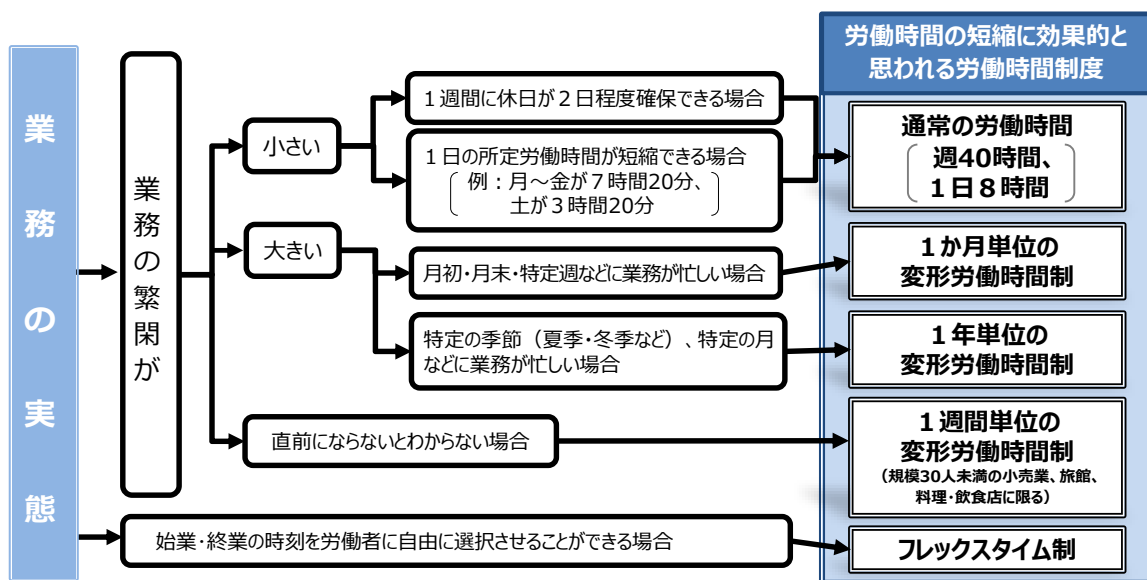 業務の実態
業務の繁閑が
小さい
1週間に休日が2日程度確保できる場合
1日の所定労働時間が短縮できる場合
例：月～金が７時間20分、
土が３時間20分
大きい
月初・月末・特定週などに業務が忙しい場合
特定の季節（夏季・冬季など）、特定の月
などに業務が忙しい場合
直前にならないとわからない場合
始業・終業の時刻を労働者に自由に選択させることができる場合
労働時間の短縮に効果的と
思われる労働時間制度
通常の労働時間
週40時間、
１日８時間
１か月単位の
変形労働時間制
１年単位の
変形労働時間制
１週間単位の
変形労働時間制
（規模30人未満の小売業、旅館、
料理・飲食店に限る）
フレックスタイム制